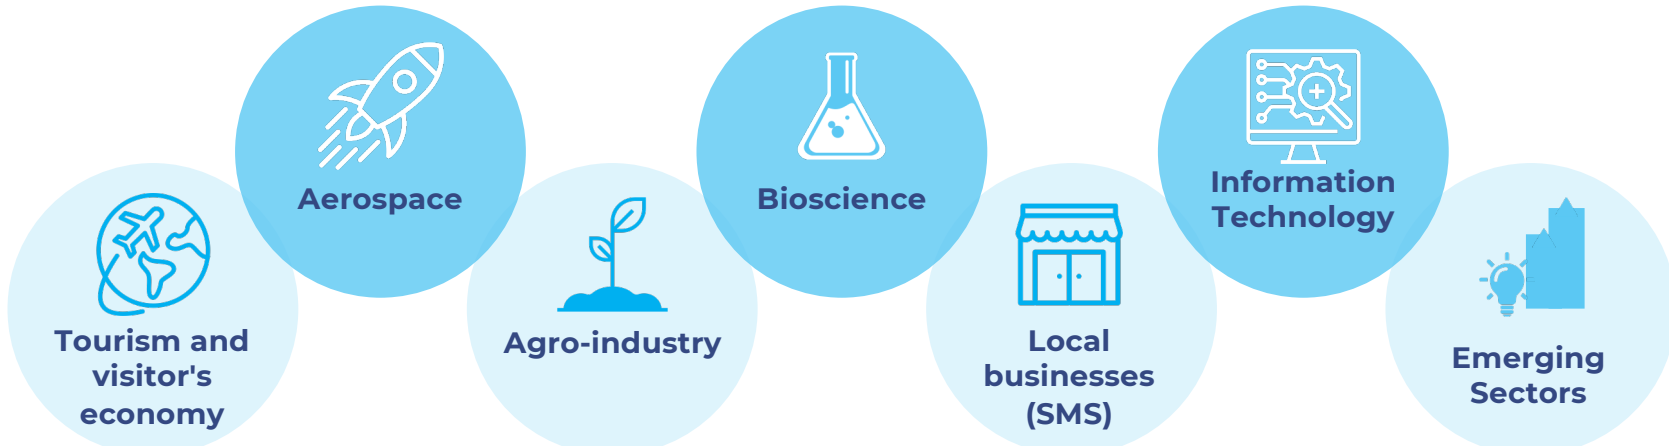 Tourism and
visitor's
economy
Aerospace
Agro-industry
Bioscience
Local
businesses
(SMS)
Information
Technology
Emerging
Sectors